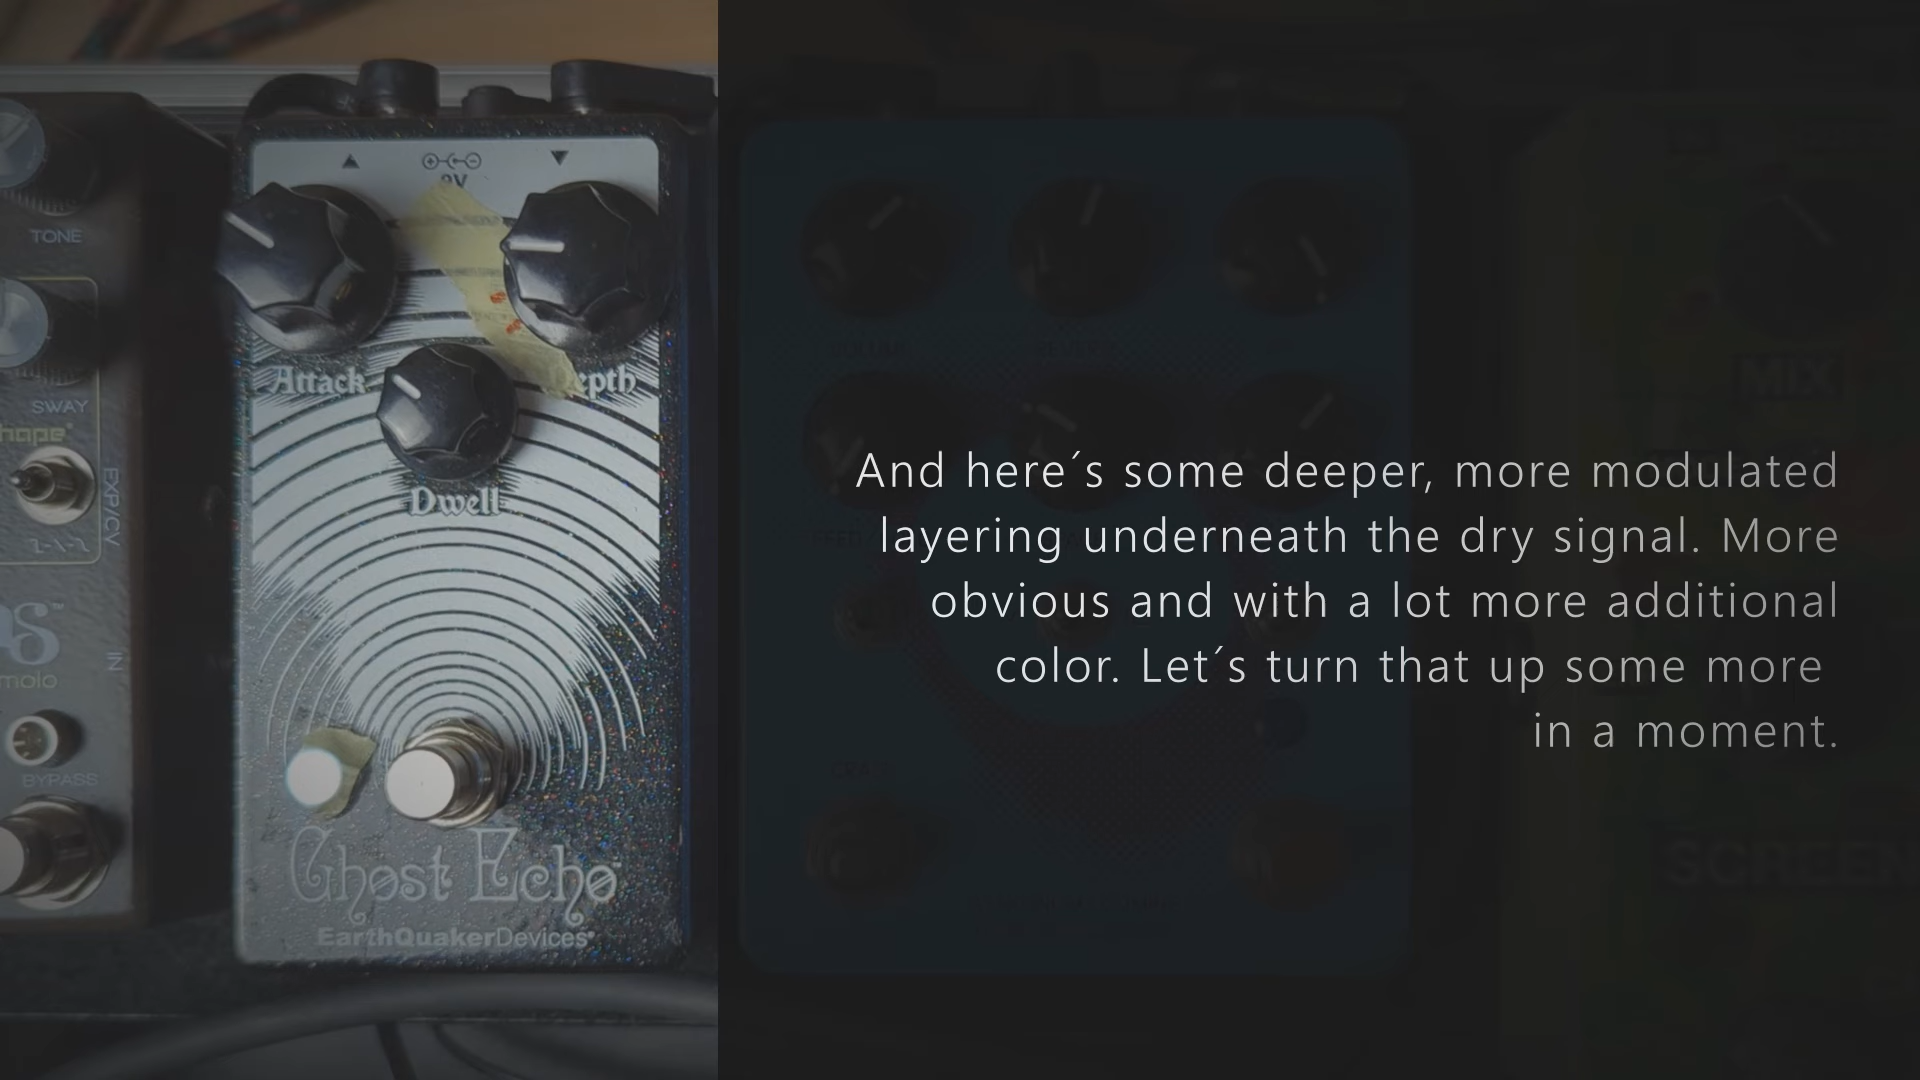 9V
TONE
Attack
SWAY
Dwell
EXP/CV
IN
BYPASS
Ghost Echo
EarthQuakerDevices
And here´s some deeper, more modulated
layering underneath the dry signal. More
obvious and with a lot more additional
color. Let´s turn that up some more
in a moment.
MIX